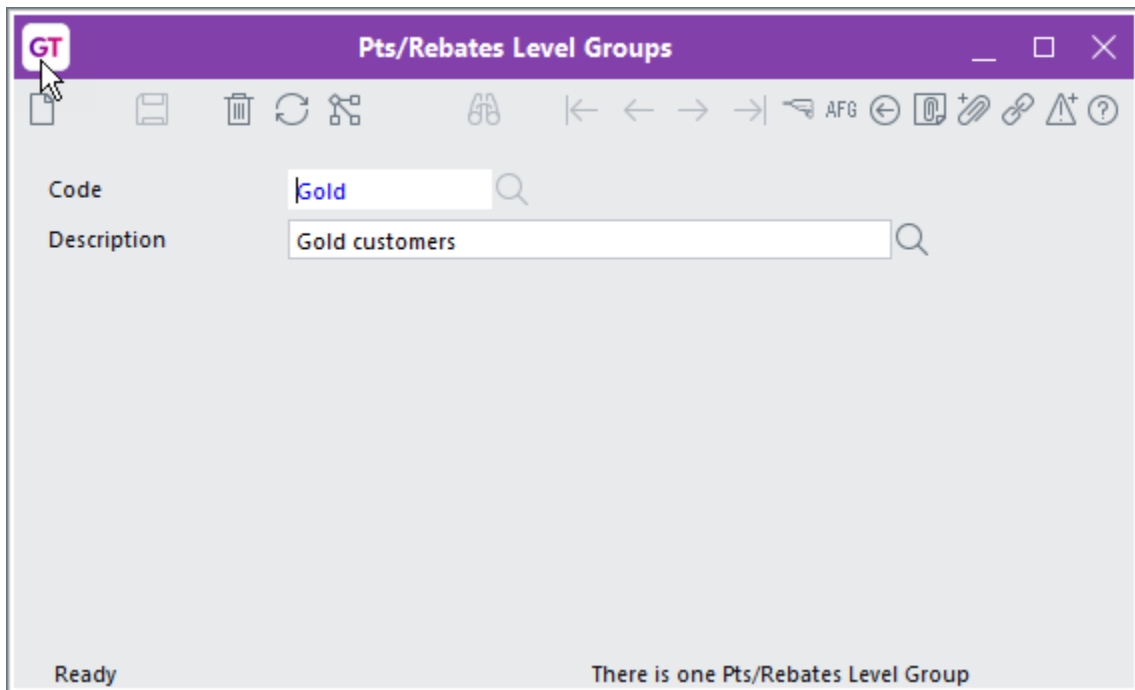 GT Pts/Rebates Level Groups
AFG
Code Gold
Description Gold customers
Ready There is one Pts/Rebates Level Group